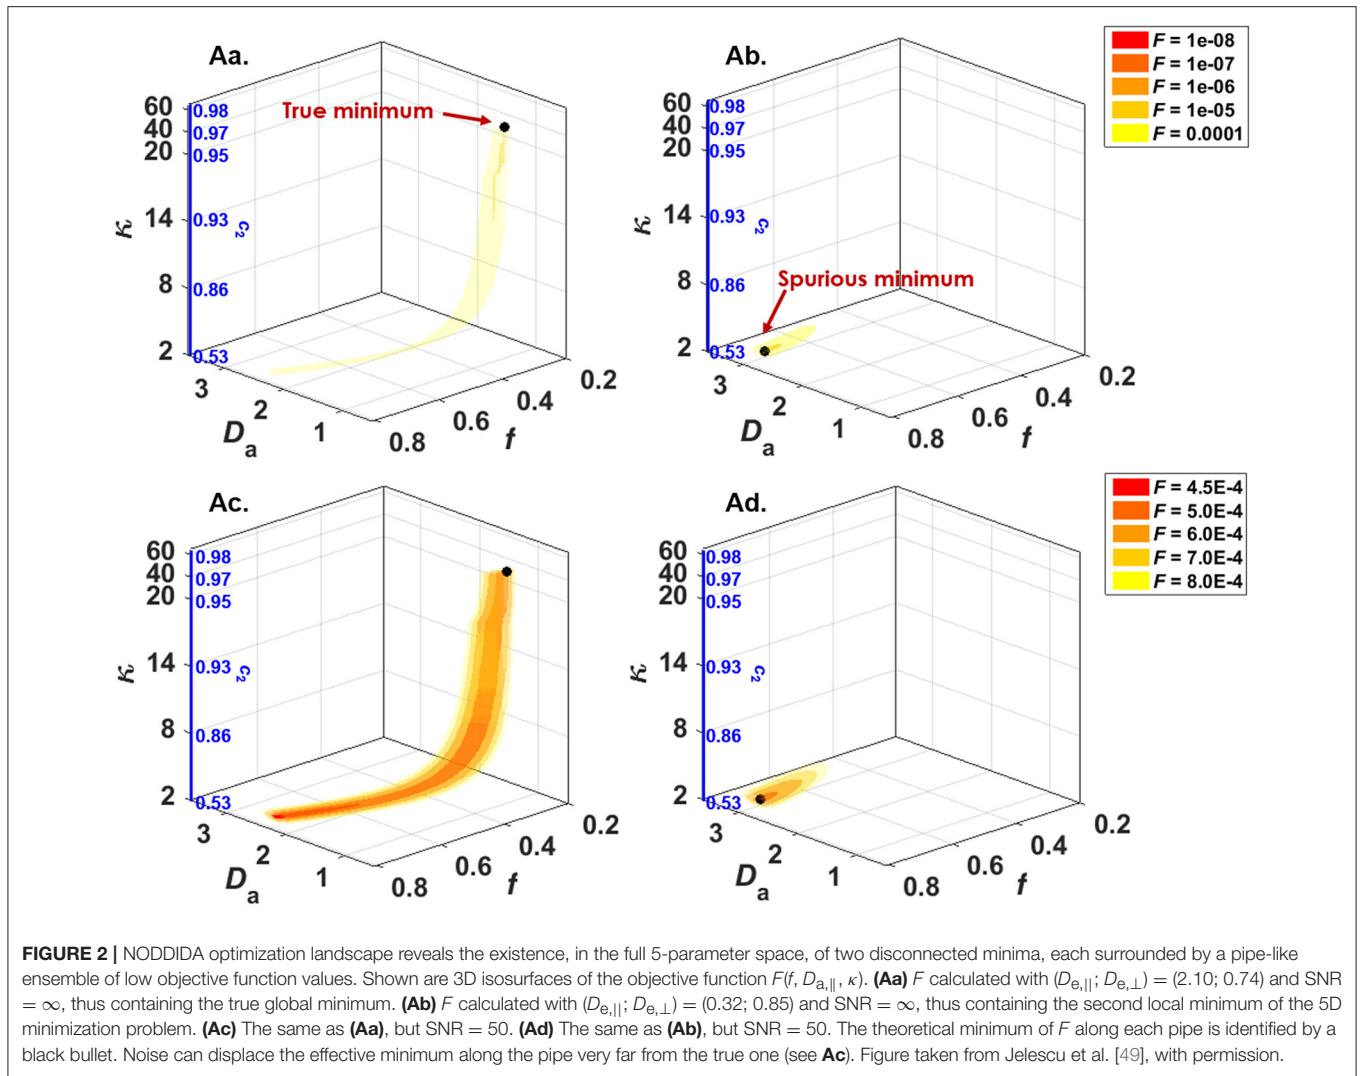 Aa.
True minimum
60
40
20
14
8
2
κ
0.98
0.97
0.95
0.93
0.86
0.53
c2
3
2
1
Da
0.8
0.6
0.4
0.2
f
Ab.
Spurious minimum
60
40
20
14
8
2
κ
0.98
0.97
0.95
0.93
0.86
0.53
c2
3
2
1
Da
0.8
0.6
0.4
0.2
f
F = 1e-08
F = 1e-07
F = 1e-06
F = 1e-05
F = 0.0001
Ac.
60
40
20
14
8
2
κ
0.98
0.97
0.95
0.93
0.86
0.53
c2
3
2
1
Da
0.8
0.6
0.4
0.2
f
Ad.
60
40
20
14
8
2
κ
0.98
0.97
0.95
0.93
0.86
0.53
c2
3
2
1
Da
0.8
0.6
0.4
0.2
f
F = 4.5E-4
F = 5.0E-4
F = 6.0E-4
F = 7.0E-4
F = 8.0E-4
FIGURE 2 | NODDIDA optimization landscape reveals the existence, in the full 5-parameter space, of two disconnected minima, each surrounded by a pipe-like
ensemble of low objective function values. Shown are 3D isosurfaces of the objective function F(f, Da,||, κ). (Aa) F calculated with (De,||; De,⊥) = (2.10; 0.74) and SNR
= ∞, thus containing the true global minimum. (Ab) F calculated with (De,||; De,⊥) = (0.32; 0.85) and SNR = ∞, thus containing the second local minimum of the 5D
minimization problem. (Ac) The same as (Aa), but SNR = 50. (Ad) The same as (Ab), but SNR = 50. The theoretical minimum of F along each pipe is identified by a
black bullet. Noise can displace the effective minimum along the pipe very far from the true one (see Ac). Figure taken from Jelescu et al. [49], with permission.